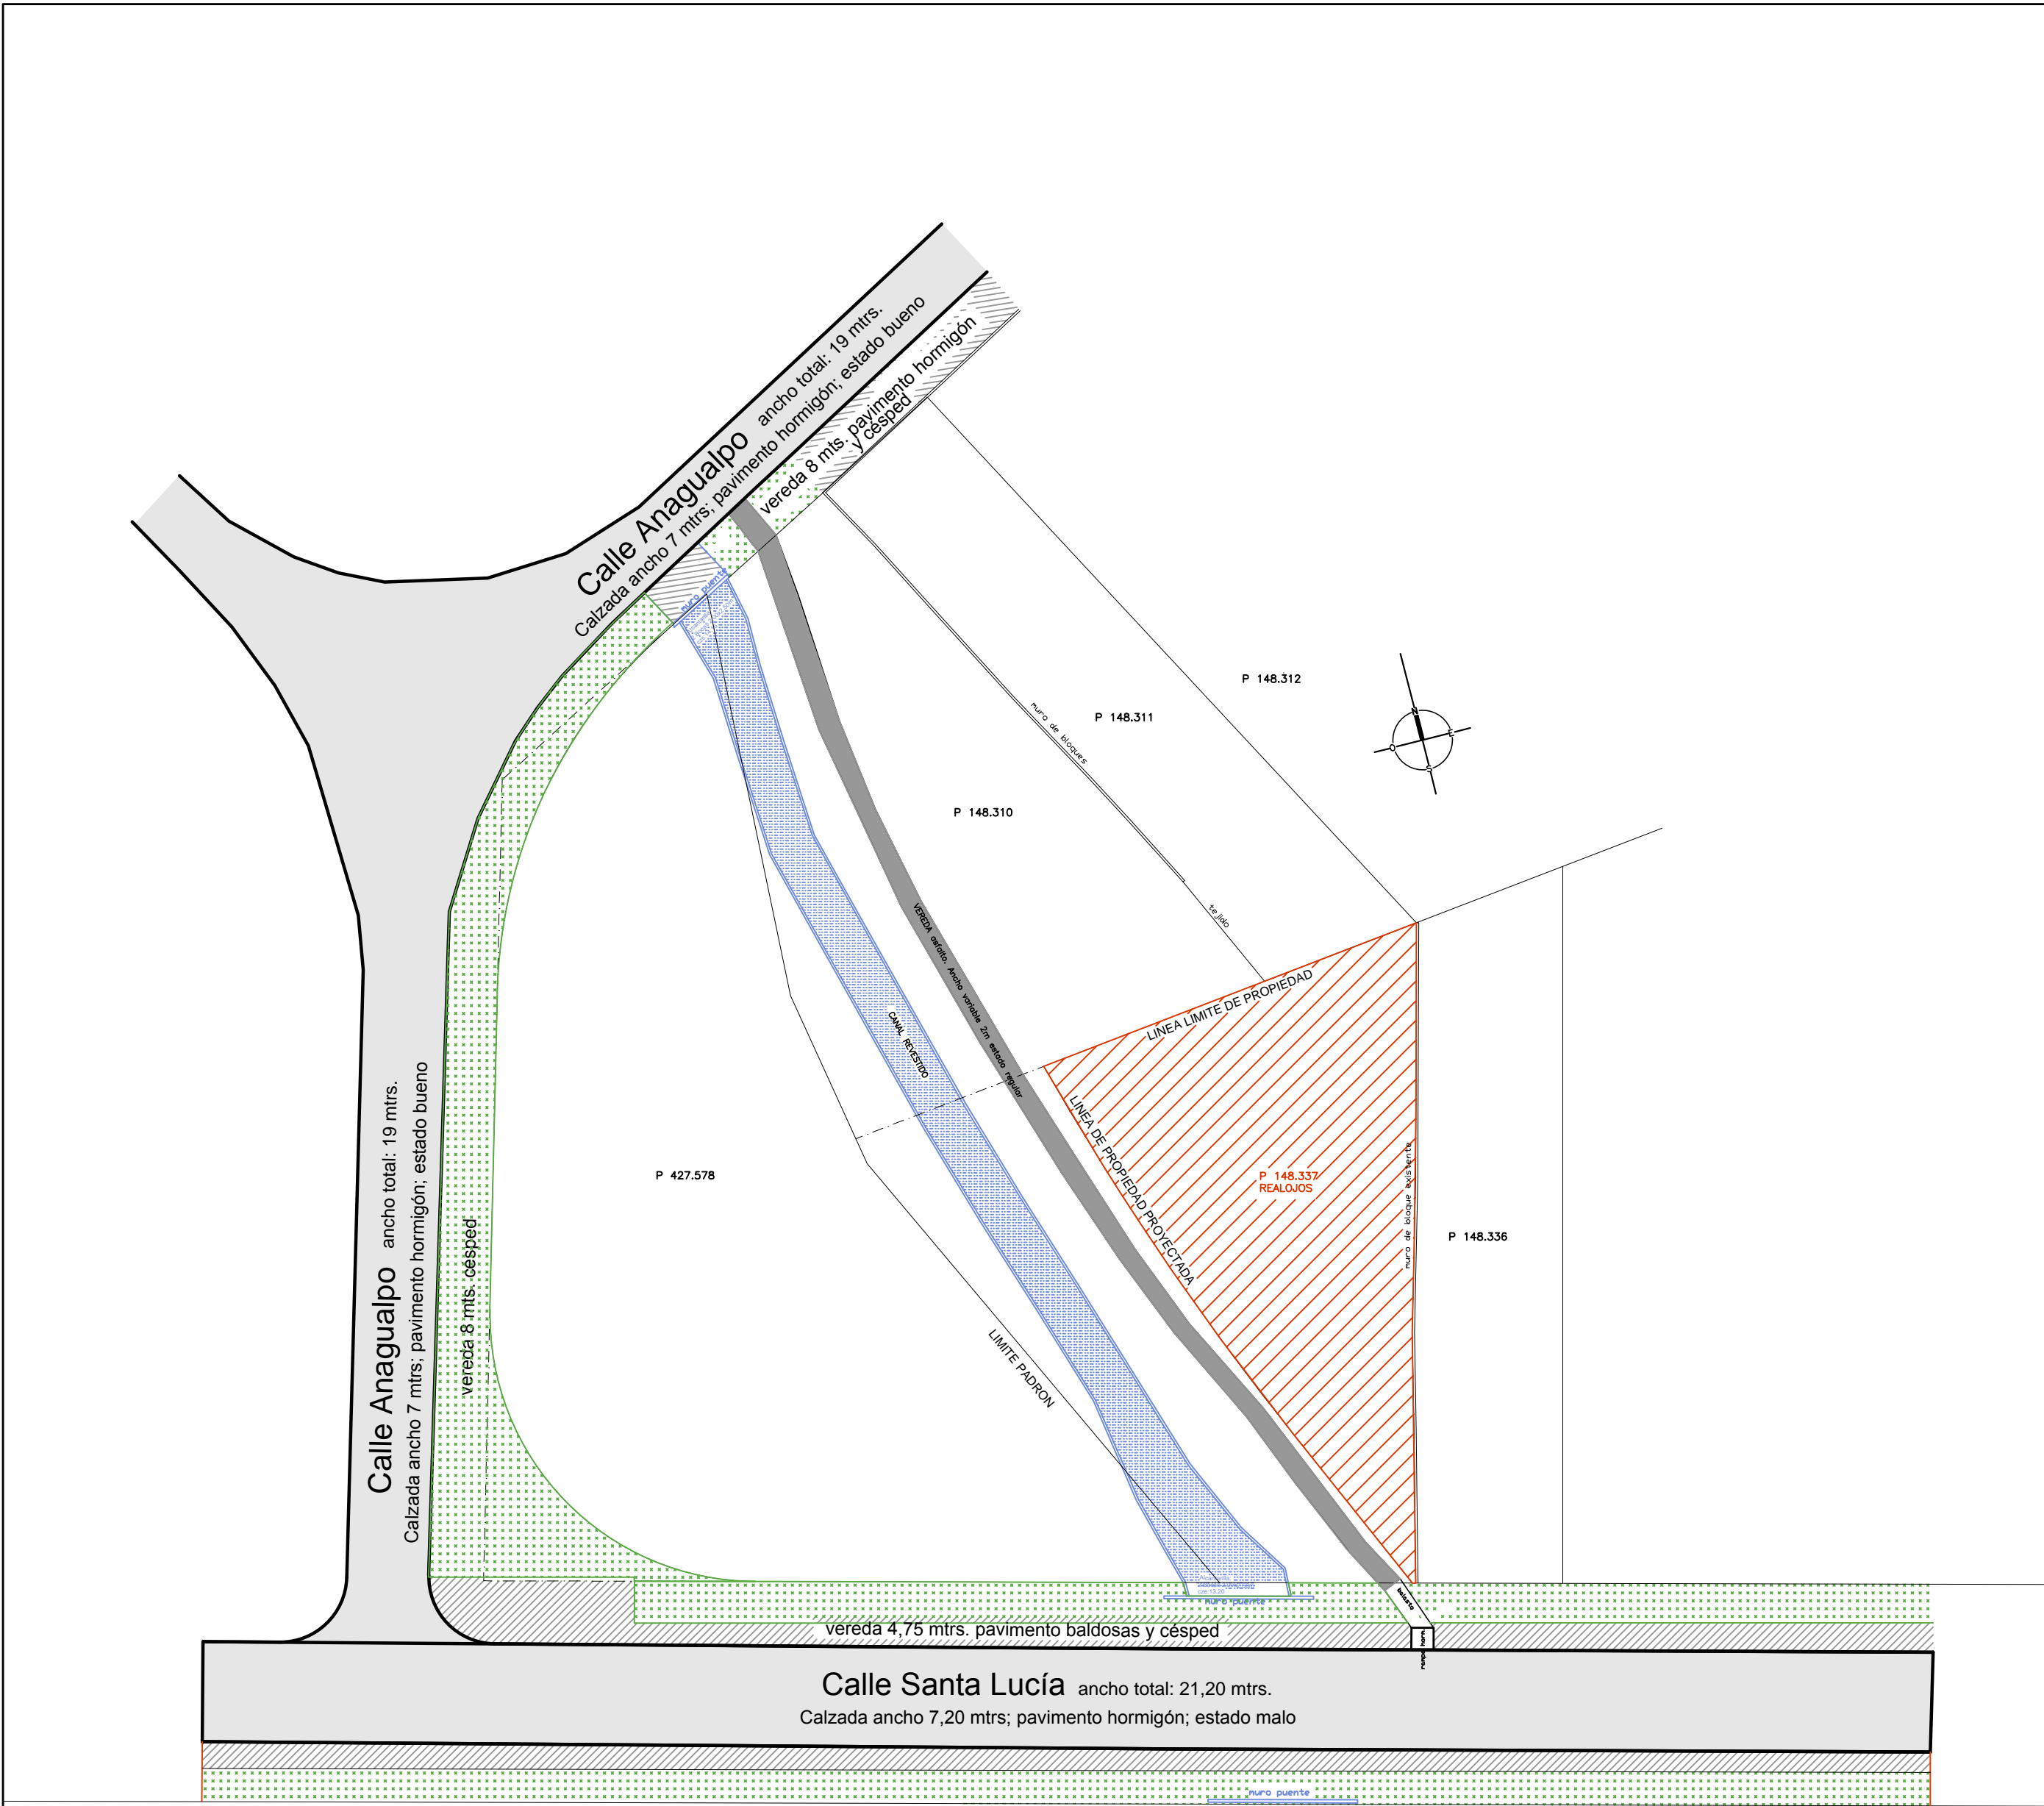 Calle Anagualpo ancho total: 19 mtrs.
Calzada ancho 7 mtrs; pavimento hormigón; estado bueno
vereda 8 mts. pavimento hormigón
y césped
muro puente
P 148.312
P 148.311
muro de bloques
N
O
E
S
P 148.310
tejido
VEREDA asfalto. Ancho variable 2m estado regular
CANAL REVESTIDO
LINEA LIMITE DE PROPIEDAD
LINEA DE PROPIEDAD PROYECTADA
P 427.578
P 148.337
REALOJOS
muro de bloque existente
P 148.336
Calle Anagualpo ancho total: 19 mtrs.
Calzada ancho 7 mtrs; pavimento hormigón; estado bueno
vereda 8 mts. césped
LIMITE PADRON
muro puente
balasto
rampa horm.
vereda 4,75 mtrs. pavimento baldosas y césped
Calle Santa Lucía ancho total: 21,20 mtrs.
Calzada ancho 7,20 mtrs; pavimento hormigón; estado malo
muro puente